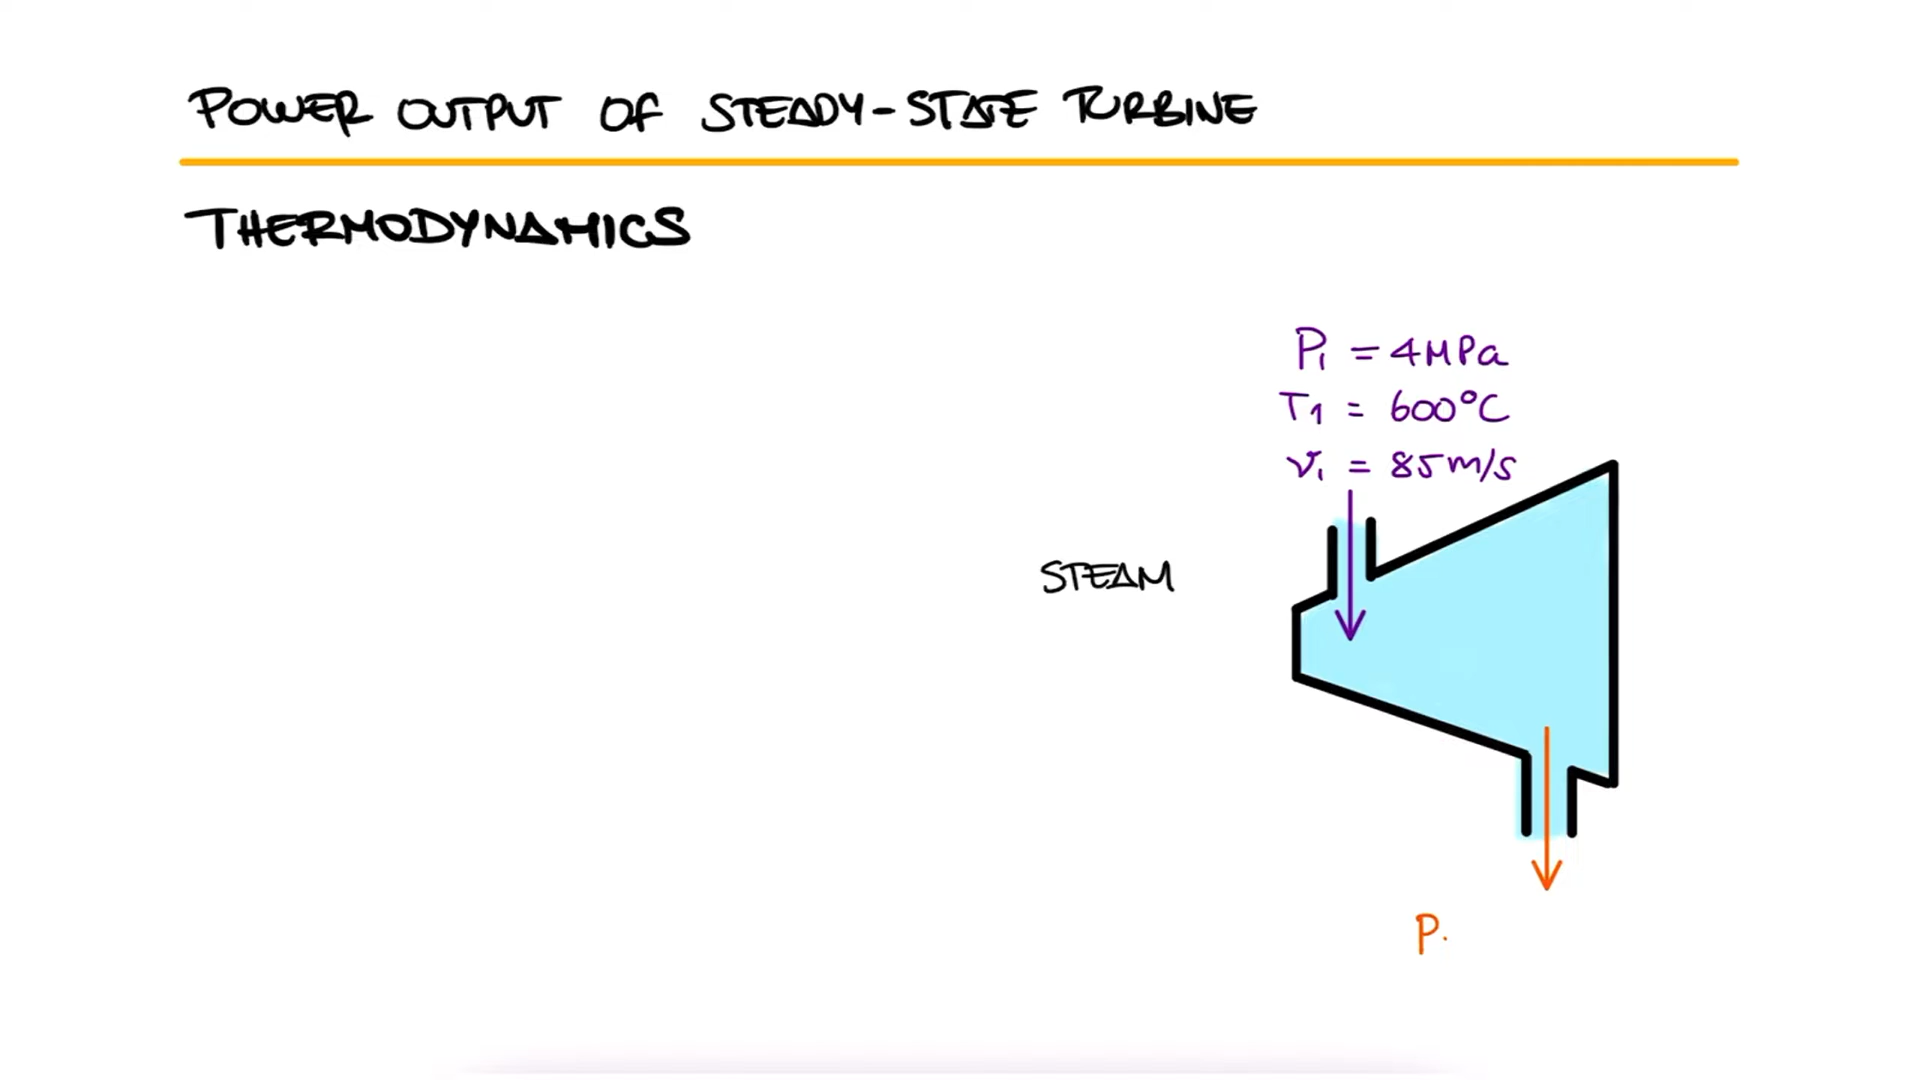 POWER OUTPUT OF STEADY-STATE TURBINE
THERMODYNAMICS
P₁ = 4MPa
T₁ = 600°C
v₁ = 85m/s
STEAM
P